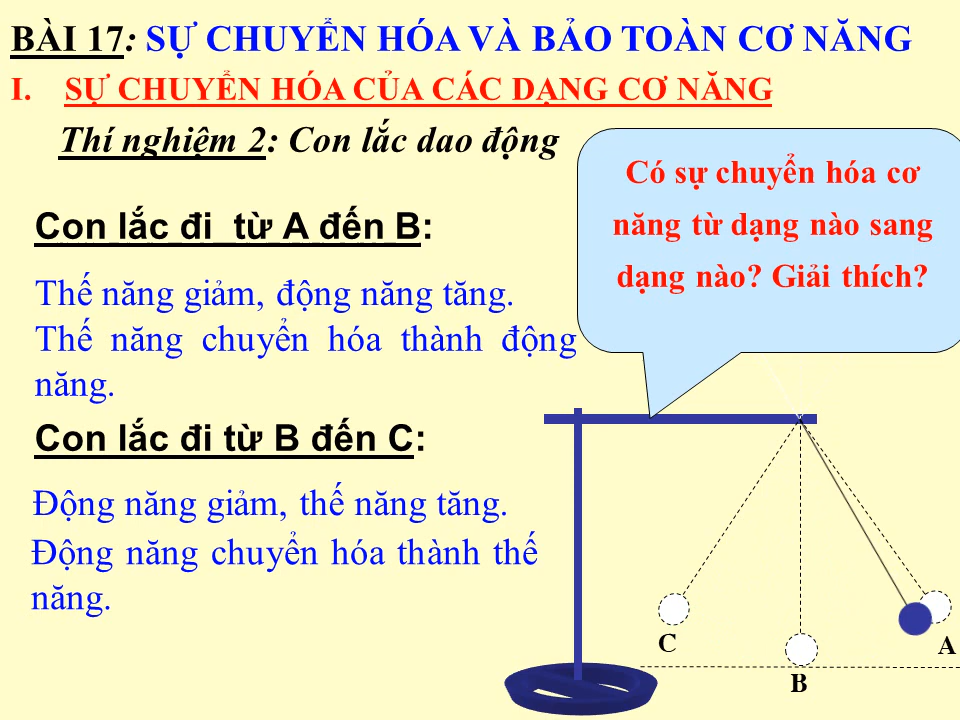 BÀI 17: SỰ CHUYỂN HÓA VÀ BẢO TOÀN CƠ NĂNG
I. SỰ CHUYỂN HÓA CỦA CÁC DẠNG CƠ NĂNG
Thí nghiệm 2: Con lắc dao động
Có sự chuyển hóa cơ
năng từ dạng nào sang
dạng nào? Giải thích?
Con lắc đi từ A đến B:
Thế năng giảm, động năng tăng.
Thế năng chuyển hóa thành động
năng.
Con lắc đi từ B đến C:
Động năng giảm, thế năng tăng.
Động năng chuyển hóa thành thế
năng.
C
A
B